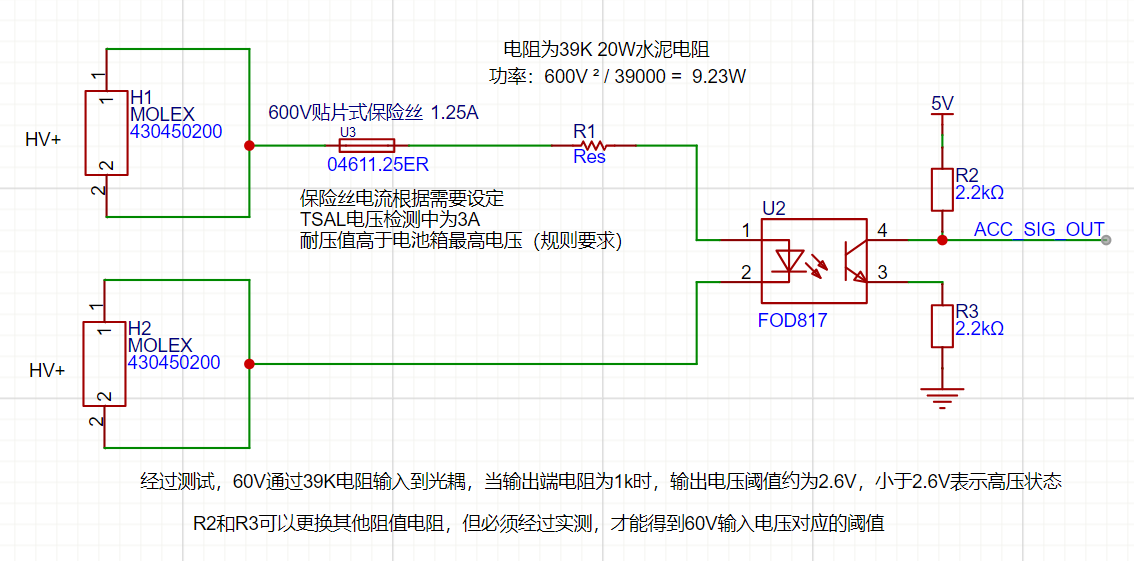 电阻为39K 20W水泥电阻
功率：600V ² / 39000 = 9.23W
5V
1
1
H1
MOLEX
430450200
HV+
2
2
600V贴片式保险丝 1.25A
U3
04611.25ER
R1
Res
保险丝电流根据需要设定
TSAL电压检测中为3A
耐压值高于电池箱最高电压（规则要求）
R2
2.2kΩ
U2
1
4
ACC_SIG_OUT
2
3
FOD817
R3
2.2kΩ
1
1
H2
MOLEX
430450200
HV+
2
2
经过测试，60V通过39K电阻输入到光耦，当输出端电阻为1k时，输出电压阈值约为2.6V，小于2.6V表示高压状态
R2和R3可以更换其他阻值电阻，但必须经过实测，才能得到60V输入电压对应的阈值